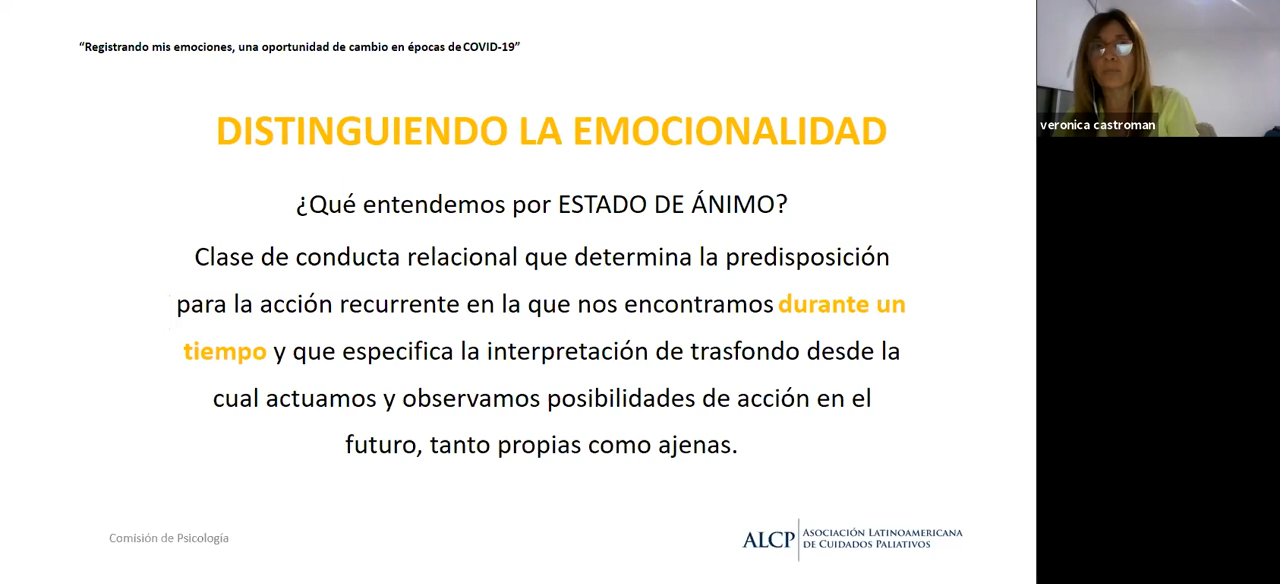 “Registrando mis emociones, una oportunidad de cambio en épocas de COVID-19”
DISTINGUIENDO LA EMOCIONALIDAD
¿Qué entendemos por ESTADO DE ÁNIMO?
Clase de conducta relacional que determina la predisposición
para la acción recurrente en la que nos encontramos durante un
tiempo y que especifica la interpretación de trasfondo desde la
cual actuamos y observamos posibilidades de acción en el
futuro, tanto propias como ajenas.
Comisión de Psicología
ALCP
ASOCIACIÓN LATINOAMERICANA
DE CUIDADOS PALIATIVOS
veronica castroman